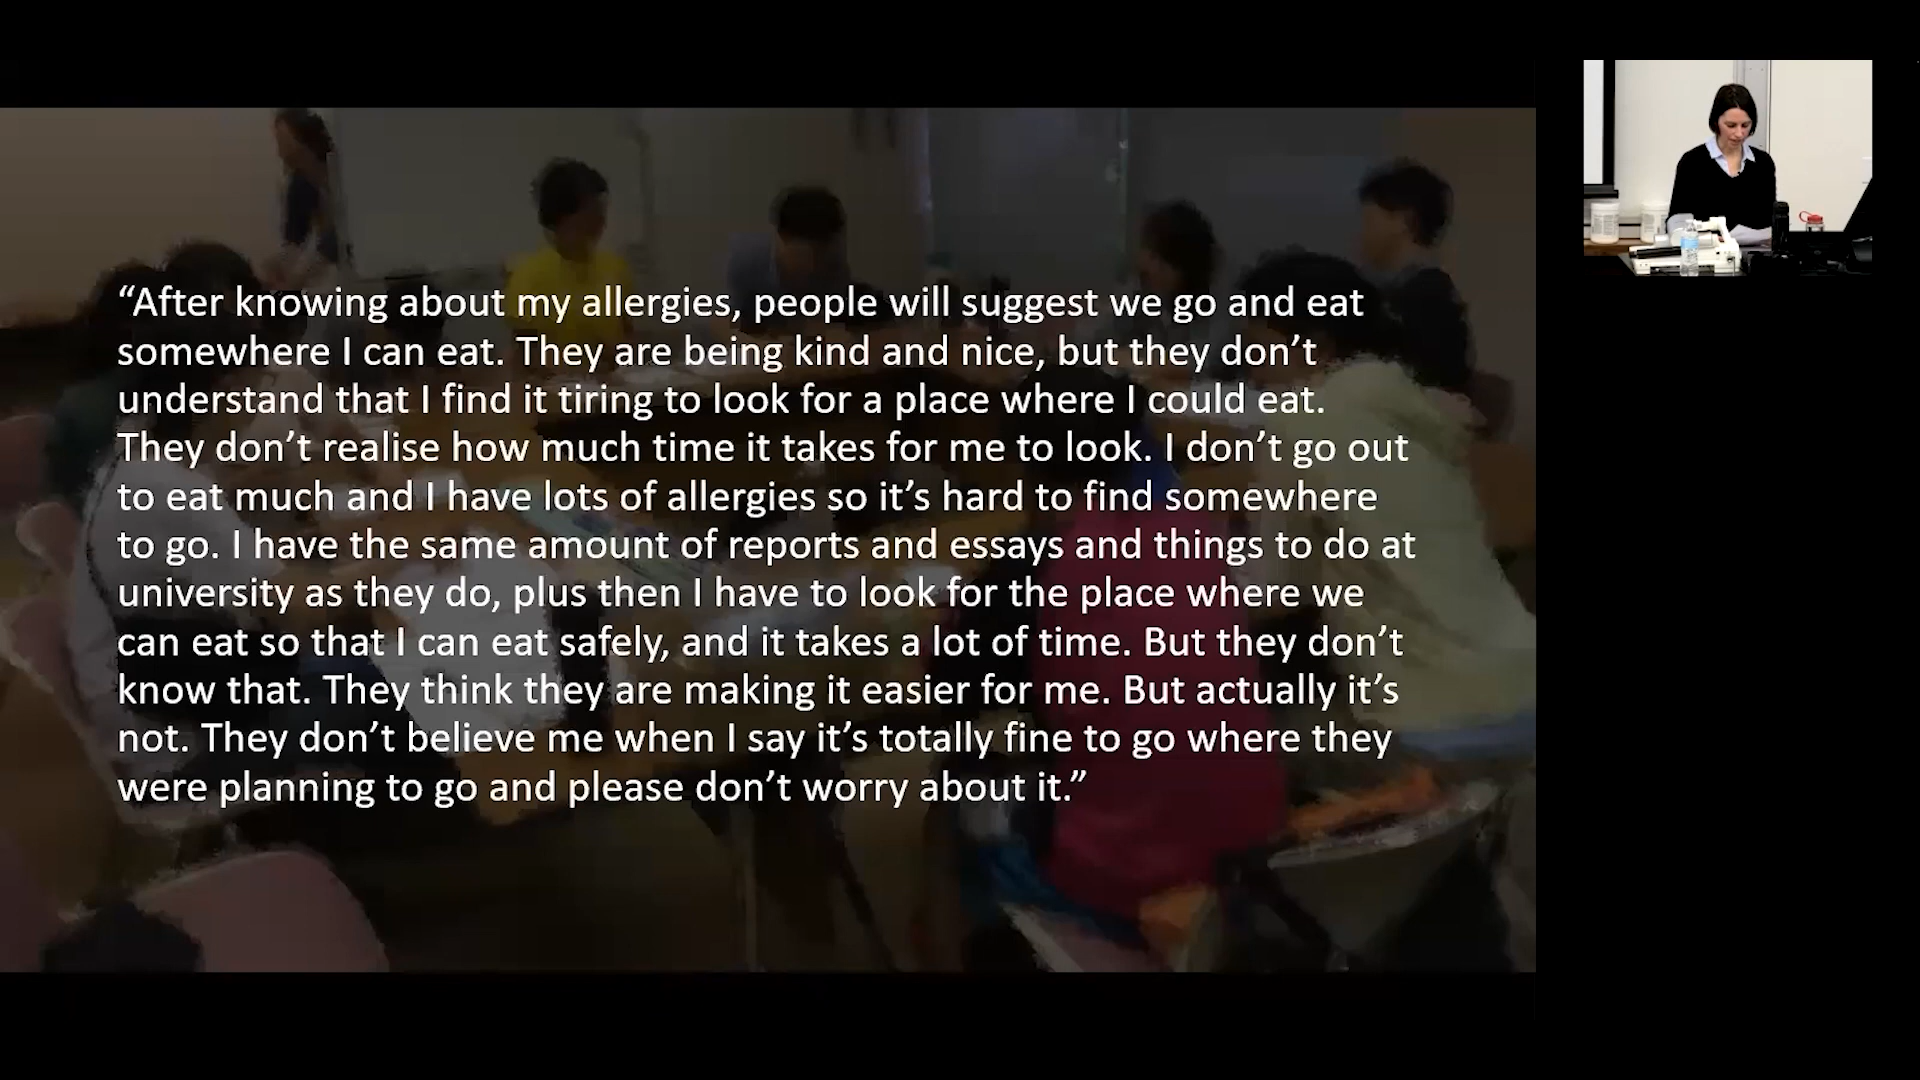 “After knowing about my allergies, people will suggest we go and eat
somewhere I can eat. They are being kind and nice, but they don’t
understand that I find it tiring to look for a place where I could eat.
They don’t realise how much time it takes for me to look. I don’t go out
to eat much and I have lots of allergies so it’s hard to find somewhere
to go. I have the same amount of reports and essays and things to do at
university as they do, plus then I have to look for the place where we
can eat so that I can eat safely, and it takes a lot of time. But they don’t
know that. They think they are making it easier for me. But actually it’s
not. They don’t believe me when I say it’s totally fine to go where they
were planning to go and please don’t worry about it.”